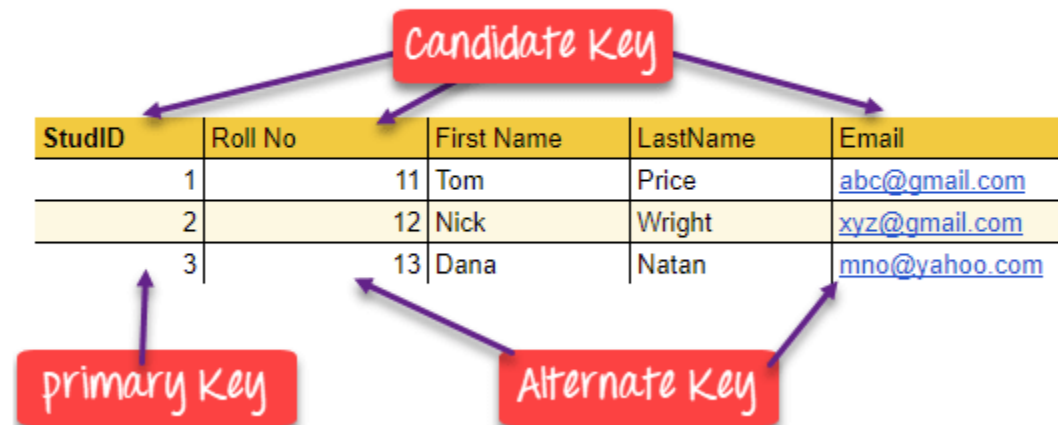 Candidate Key
StudID Roll No First Name LastName Email
1 11 Tom Price abc@gmail.com
2 12 Nick Wright xyz@gmail.com
3 13 Dana Natan mno@yahoo.com
primary Key Alternate Key